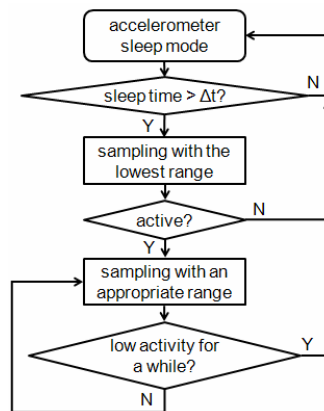 accelerometer
sleep mode
N
sleep time > Δt?
Y
sampling with the
lowest range
N
active?
Y
sampling with an
appropriate range
low activity for
a while?
Y
N